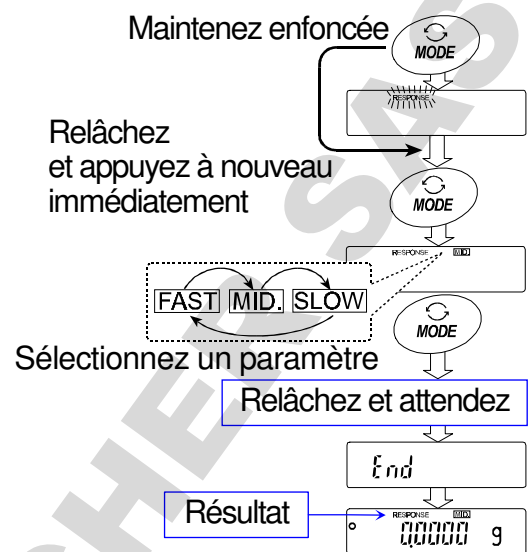 Maintenez enfoncée
MODE
RESPONSE
Relâchez
et appuyez à nouveau
immédiatement
MODE
RESPONSE MID.
FAST MID. SLOW
MODE
Sélectionnez un paramètre
Relâchez et attendez
End
Résultat
RESPONSE MID.
0.0000 g